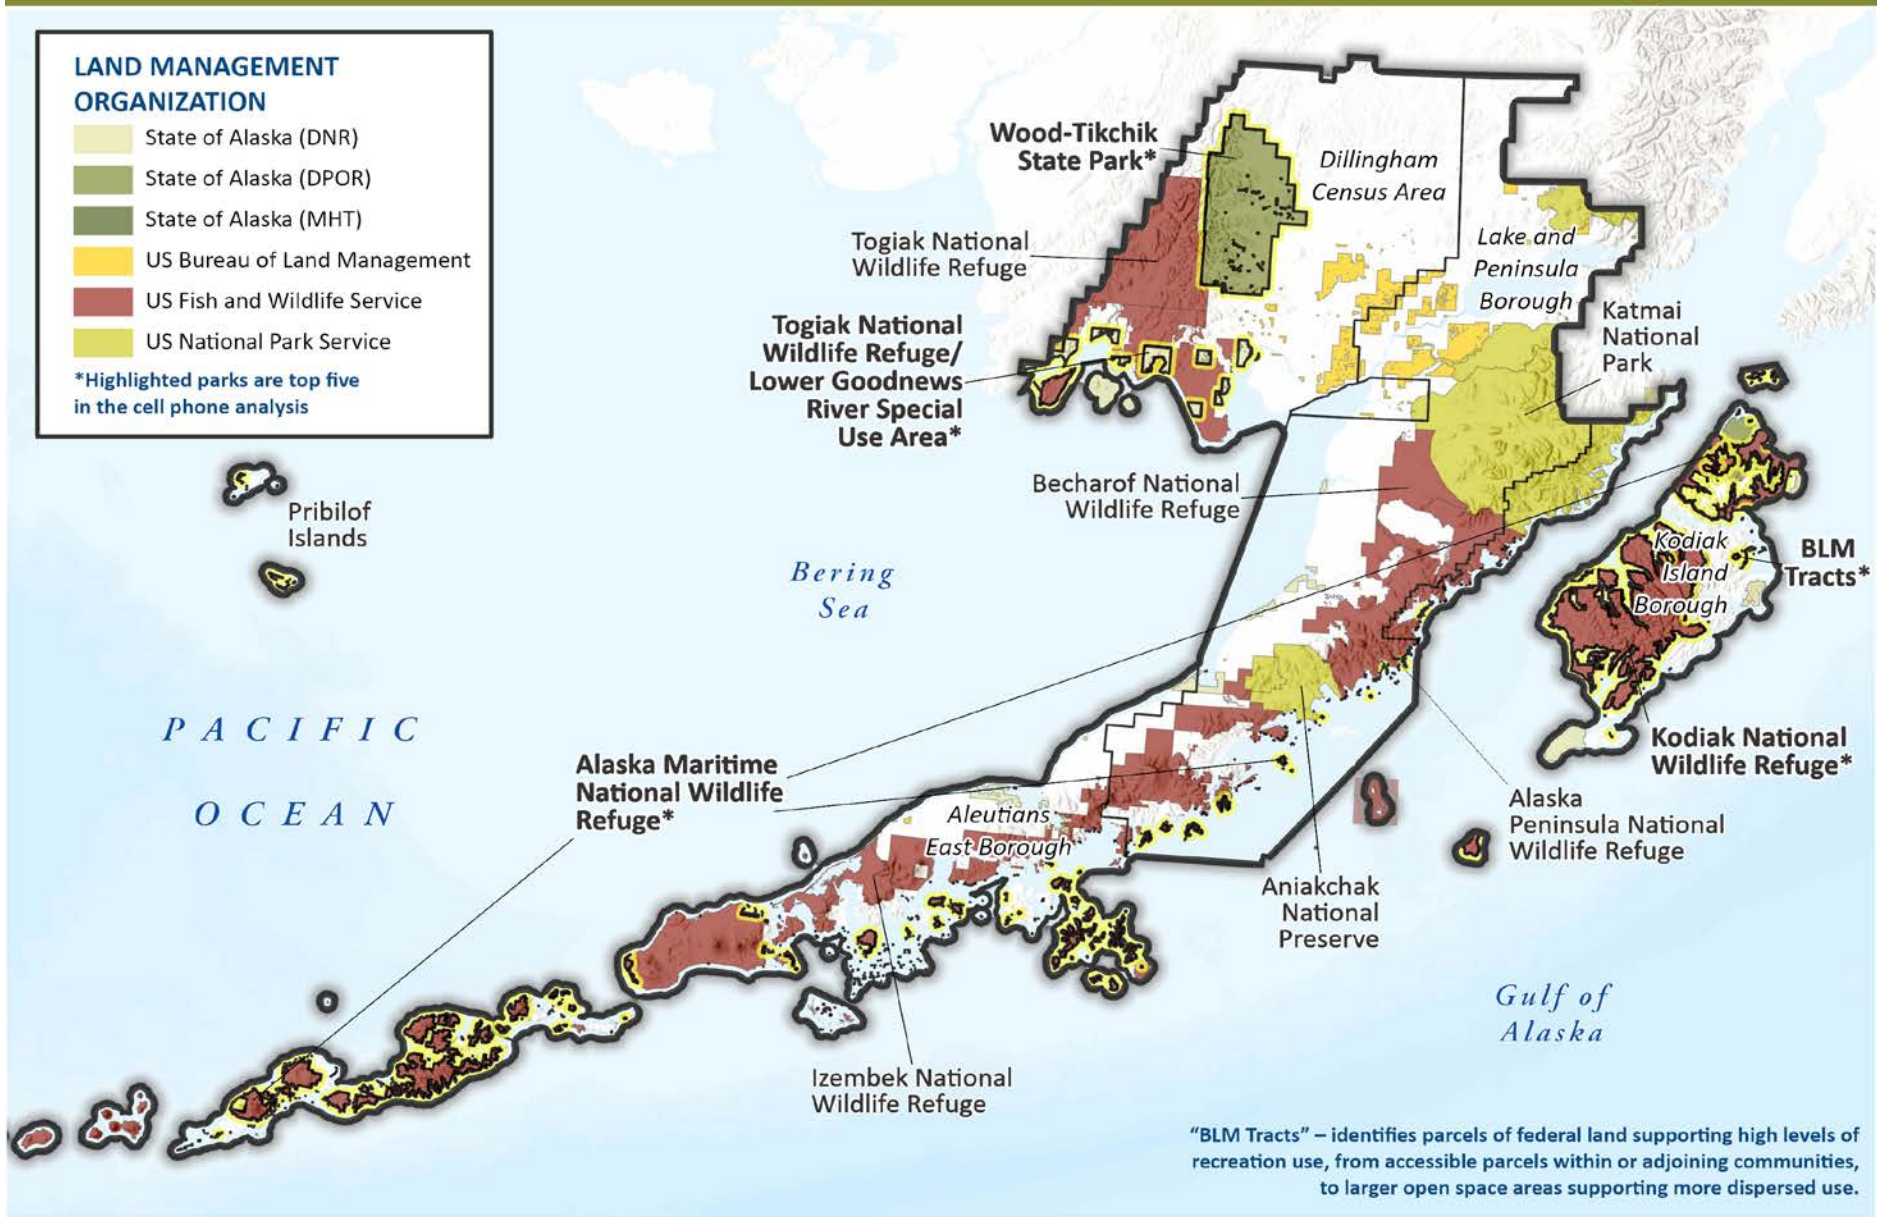 LAND MANAGEMENT
ORGANIZATION
State of Alaska (DNR)
State of Alaska (DPOR)
State of Alaska (MHT)
US Bureau of Land Management
US Fish and Wildlife Service
US National Park Service
*Highlighted parks are top five
in the cell phone analysis
Wood-Tikchik
State Park*
Dillingham
Census Area
Togiak National
Wildlife Refuge
Lake and
Peninsula
Borough
Togiak National
Wildlife Refuge/
Lower Goodnews
River Special
Use Area*
Katmai
National
Park
Becharof National
Wildlife Refuge
Pribilof
Islands
Bering
Sea
Kodiak
Island
Borough
BLM
Tracts*
PACIFIC
OCEAN
Alaska Maritime
National Wildlife
Refuge*
Kodiak National
Wildlife Refuge*
Aleutians
East Borough
Alaska
Peninsula National
Wildlife Refuge
Aniakchak
National
Preserve
Gulf of
Alaska
Izembek National
Wildlife Refuge
“BLM Tracts” – identifies parcels of federal land supporting high levels of
recreation use, from accessible parcels within or adjoining communities,
to larger open space areas supporting more dispersed use.